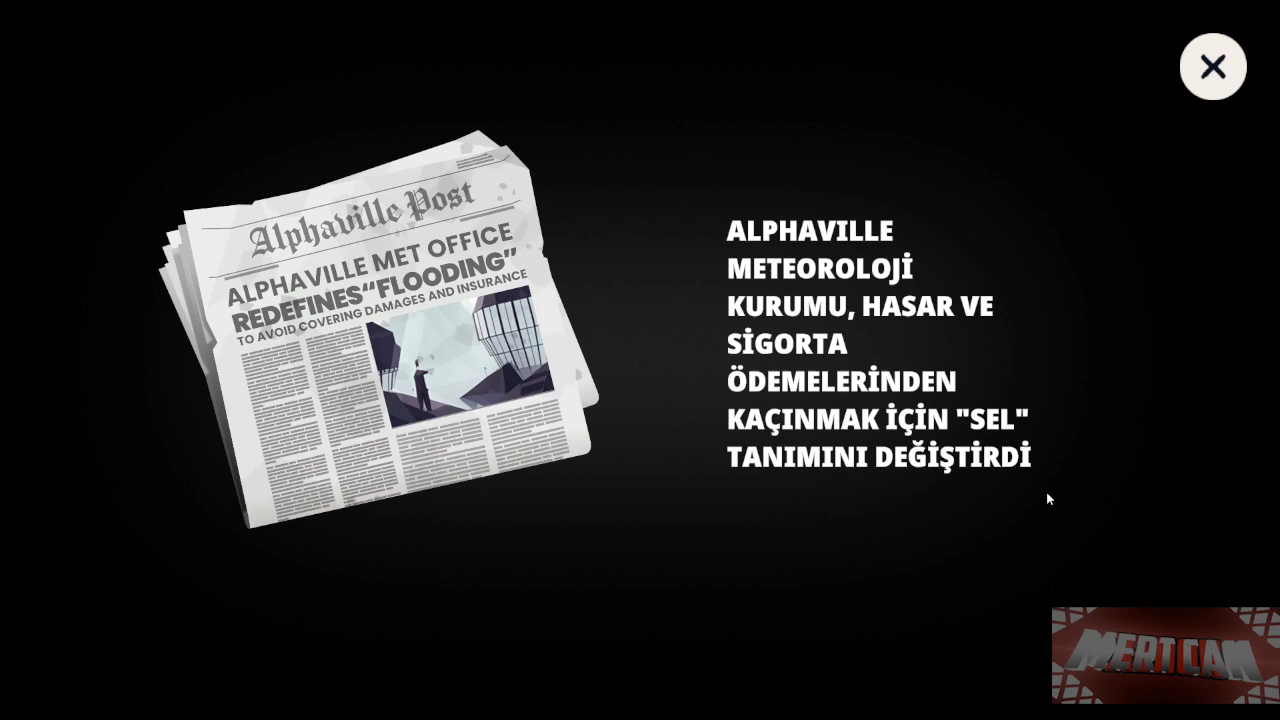 Alphaville Post
ALPHAVILLE MET OFFICE
REDEFINES "FLOODING"
TO AVOID COVERING DAMAGES AND INSURANCE
ALPHAVILLE
METEOROLOJİ
KURUMU, HASAR VE
SİGORTA
ÖDEMELERİNDEN
KAÇINMAK İÇİN "SEL"
TANIMINI DEĞİŞTİRDİ
MERTCAN